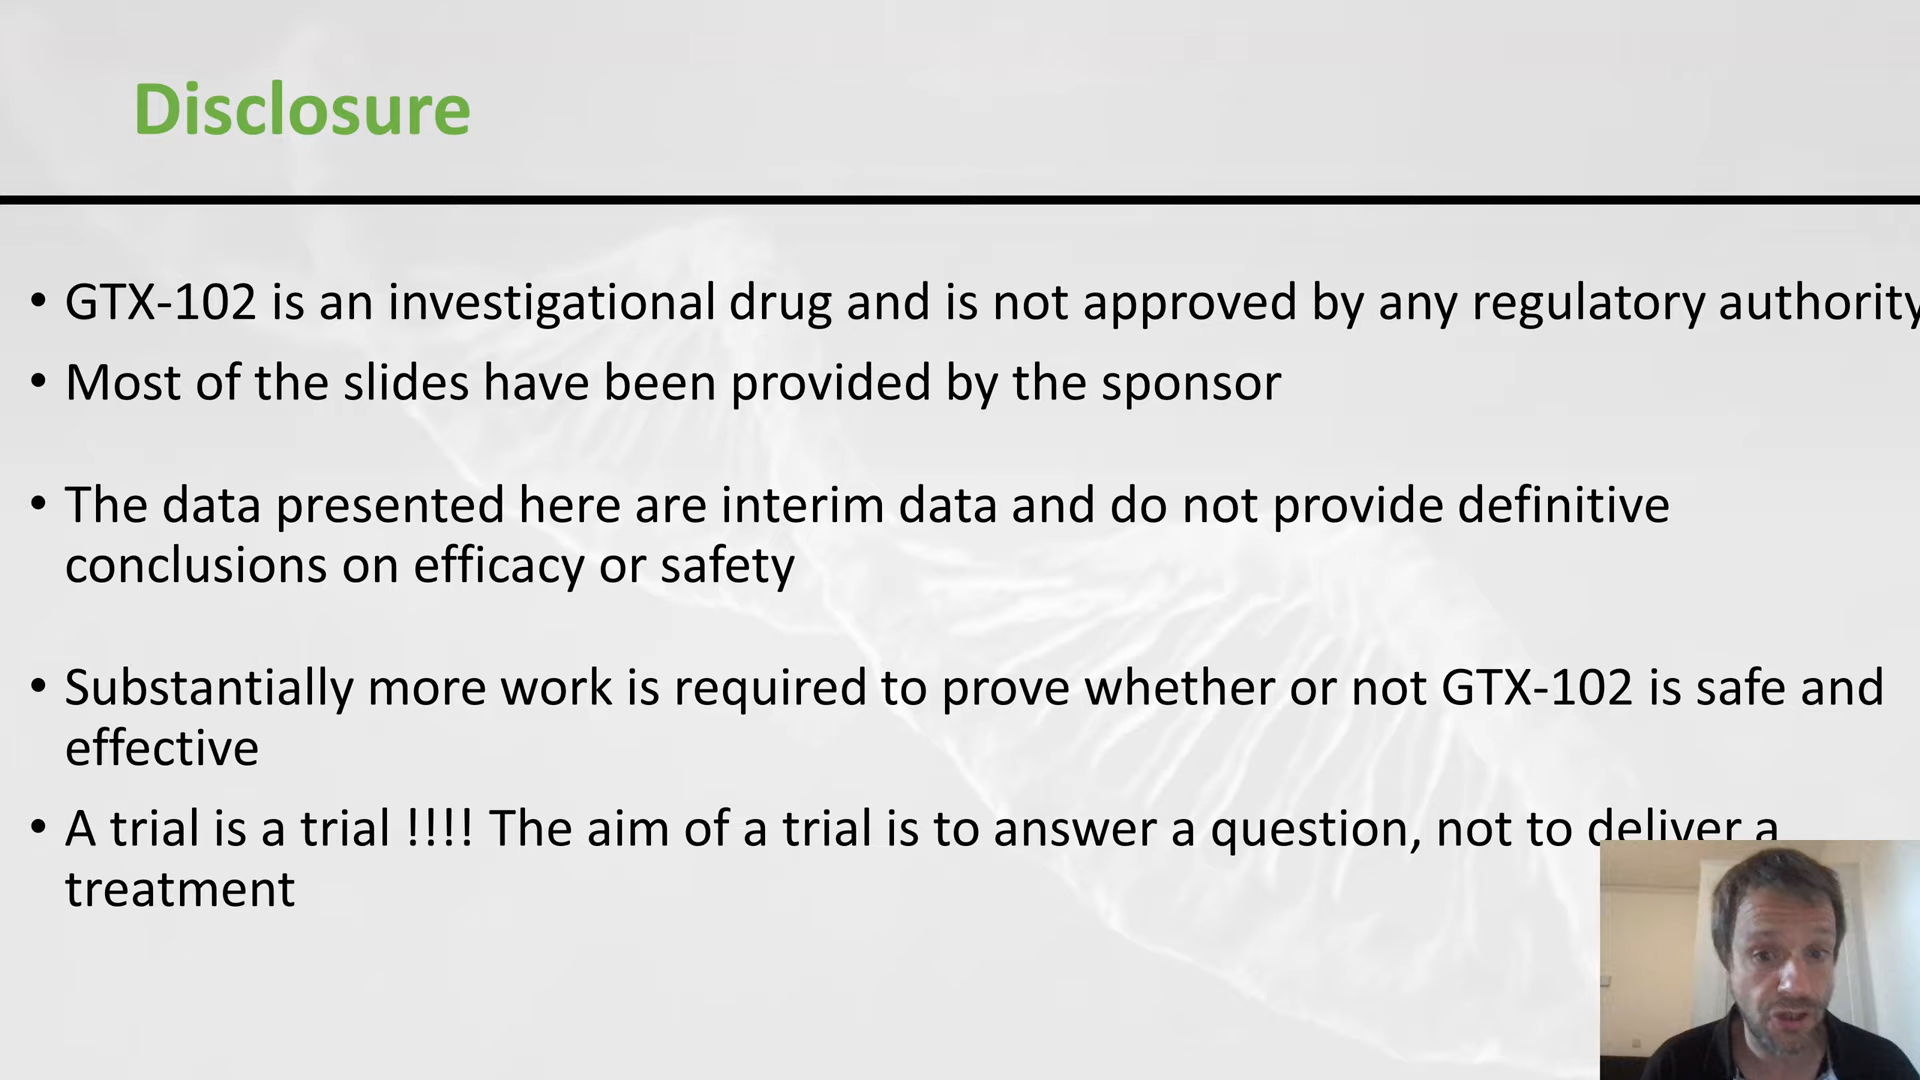 Disclosure
• GTX-102 is an investigational drug and is not approved by any regulatory authority
• Most of the slides have been provided by the sponsor
• The data presented here are interim data and do not provide definitive
conclusions on efficacy or safety
• Substantially more work is required to prove whether or not GTX-102 is safe and
effective
• A trial is a trial !!!! The aim of a trial is to answer a question, not to deliver a
treatment